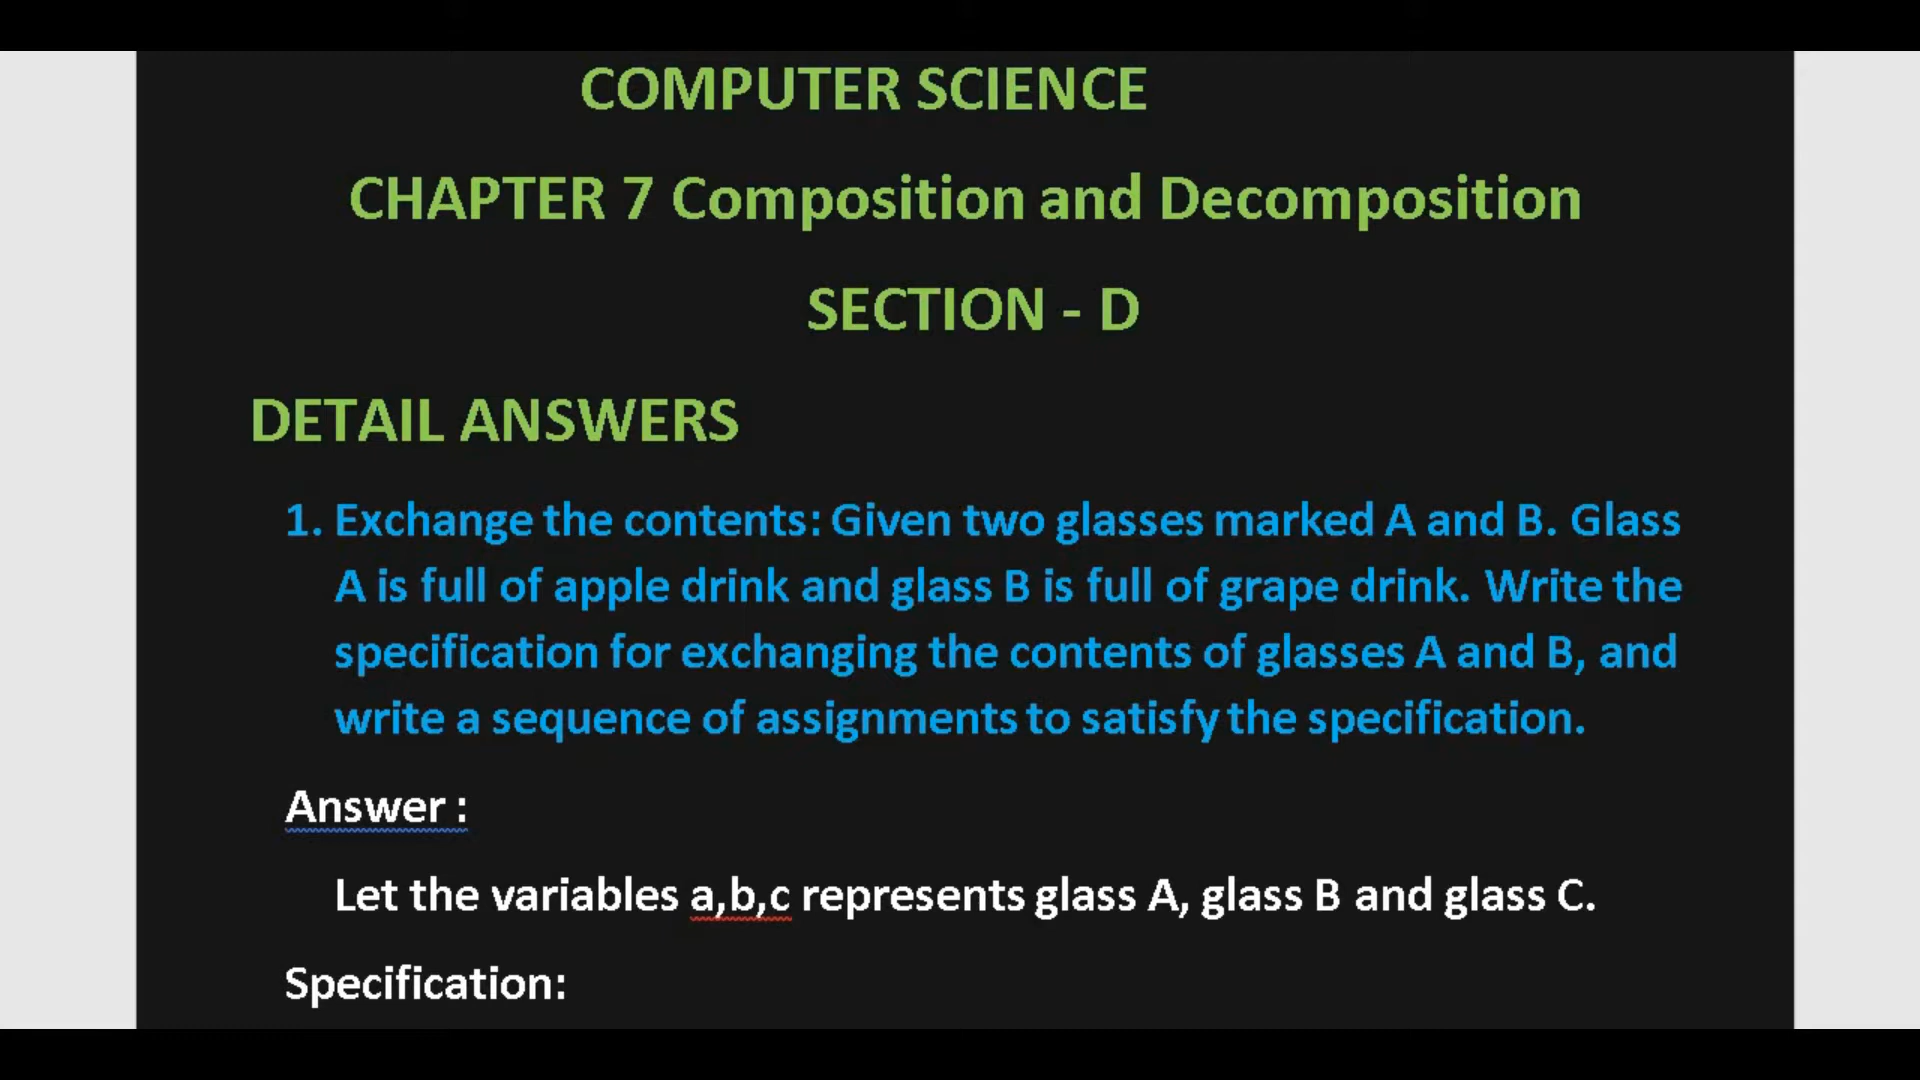 COMPUTER SCIENCE
CHAPTER 7 Composition and Decomposition
SECTION - D
DETAIL ANSWERS
1. Exchange the contents: Given two glasses marked A and B. Glass
A is full of apple drink and glass B is full of grape drink. Write the
specification for exchanging the contents of glasses A and B, and
write a sequence of assignments to satisfy the specification.
Answer :
Let the variables a,b,c represents glass A, glass B and glass C.
Specification: